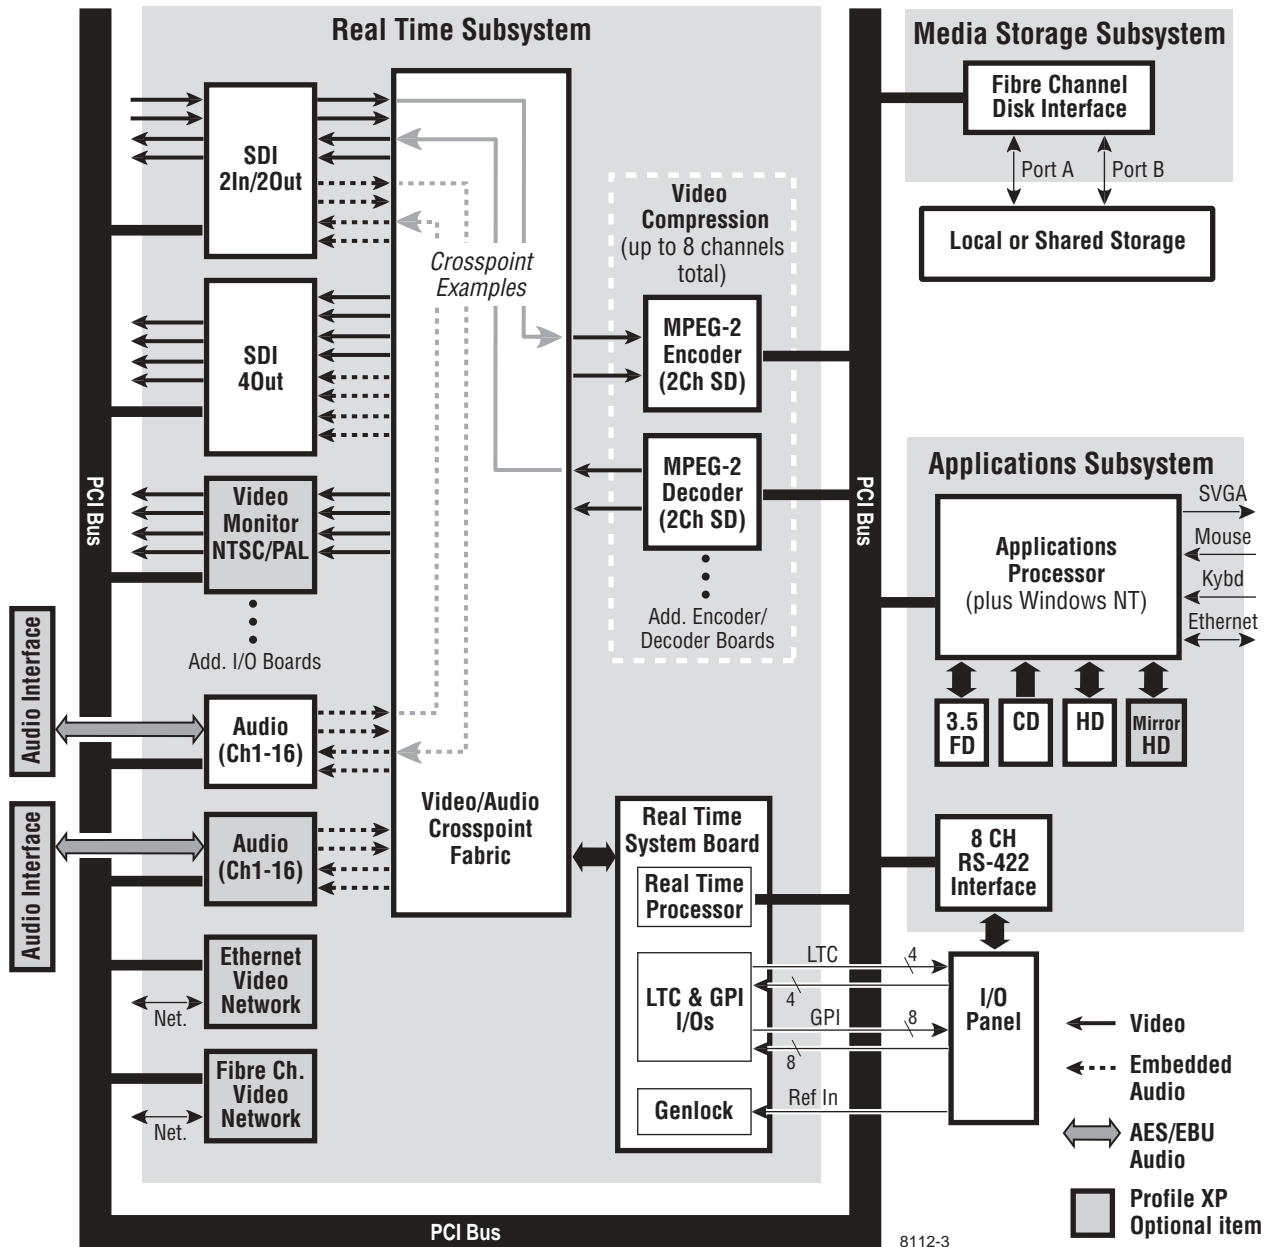 Real Time Subsystem
SDI
2In/2Out
SDI
4Out
Video
Monitor
NTSC/PAL
Add. I/O Boards
Audio
(Ch1-16)
Audio
(Ch1-16)
Ethernet
Video
Network
Net.
Fibre Ch.
Video
Network
Net.
Audio Interface
Audio Interface
PCI Bus
PCI Bus
PCI Bus
Crosspoint
Examples
Video/Audio
Crosspoint
Fabric
Video
Compression
(up to 8 channels
total)
MPEG-2
Encoder
(2Ch SD)
MPEG-2
Decoder
(2Ch SD)
Add. Encoder/
Decoder Boards
Real Time
System Board
Real Time
Processor
LTC & GPI
I/Os
Genlock
LTC
4
4
GPI
8
8
Ref In
Media Storage Subsystem
Fibre Channel
Disk Interface
Port A
Port B
Local or Shared Storage
Applications Subsystem
Applications
Processor
(plus Windows NT)
SVGA
Mouse
Kybd
Ethernet
3.5
FD
CD
HD
Mirror
HD
8 CH
RS-422
Interface
I/O
Panel
Video
Embedded
Audio
AES/EBU
Audio
Profile XP
Optional item
8112-3